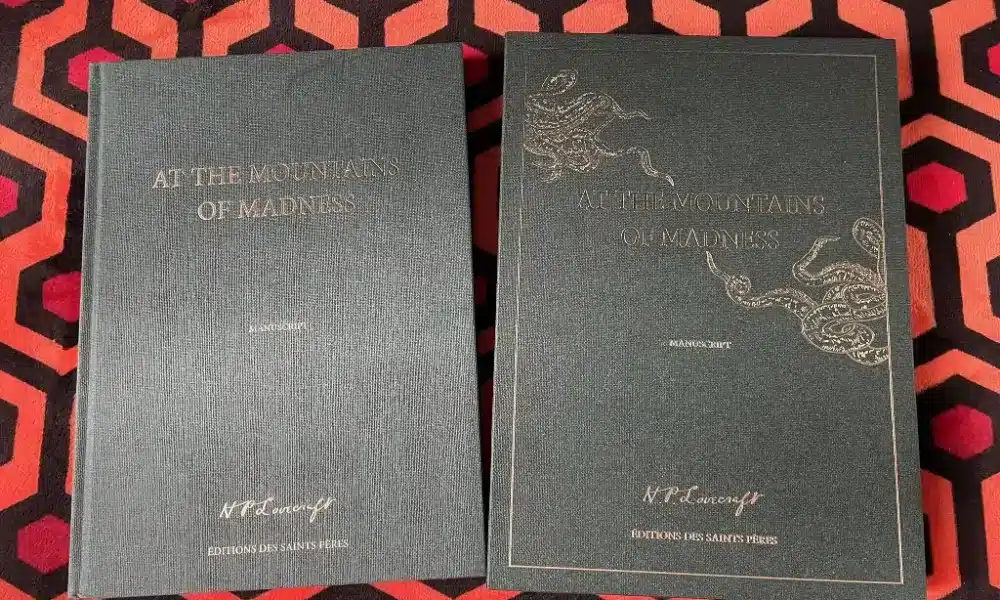 AT THE MOUNTAINS
OF MADNESS
MANUSCRIPT
H P Lovecraft
ÉDITIONS DES SAINTS PÈRES
AT THE MOUNTAINS
OF MADNESS
MANUSCRIPT
H P Lovecraft
ÉDITIONS DES SAINTS PÈRES